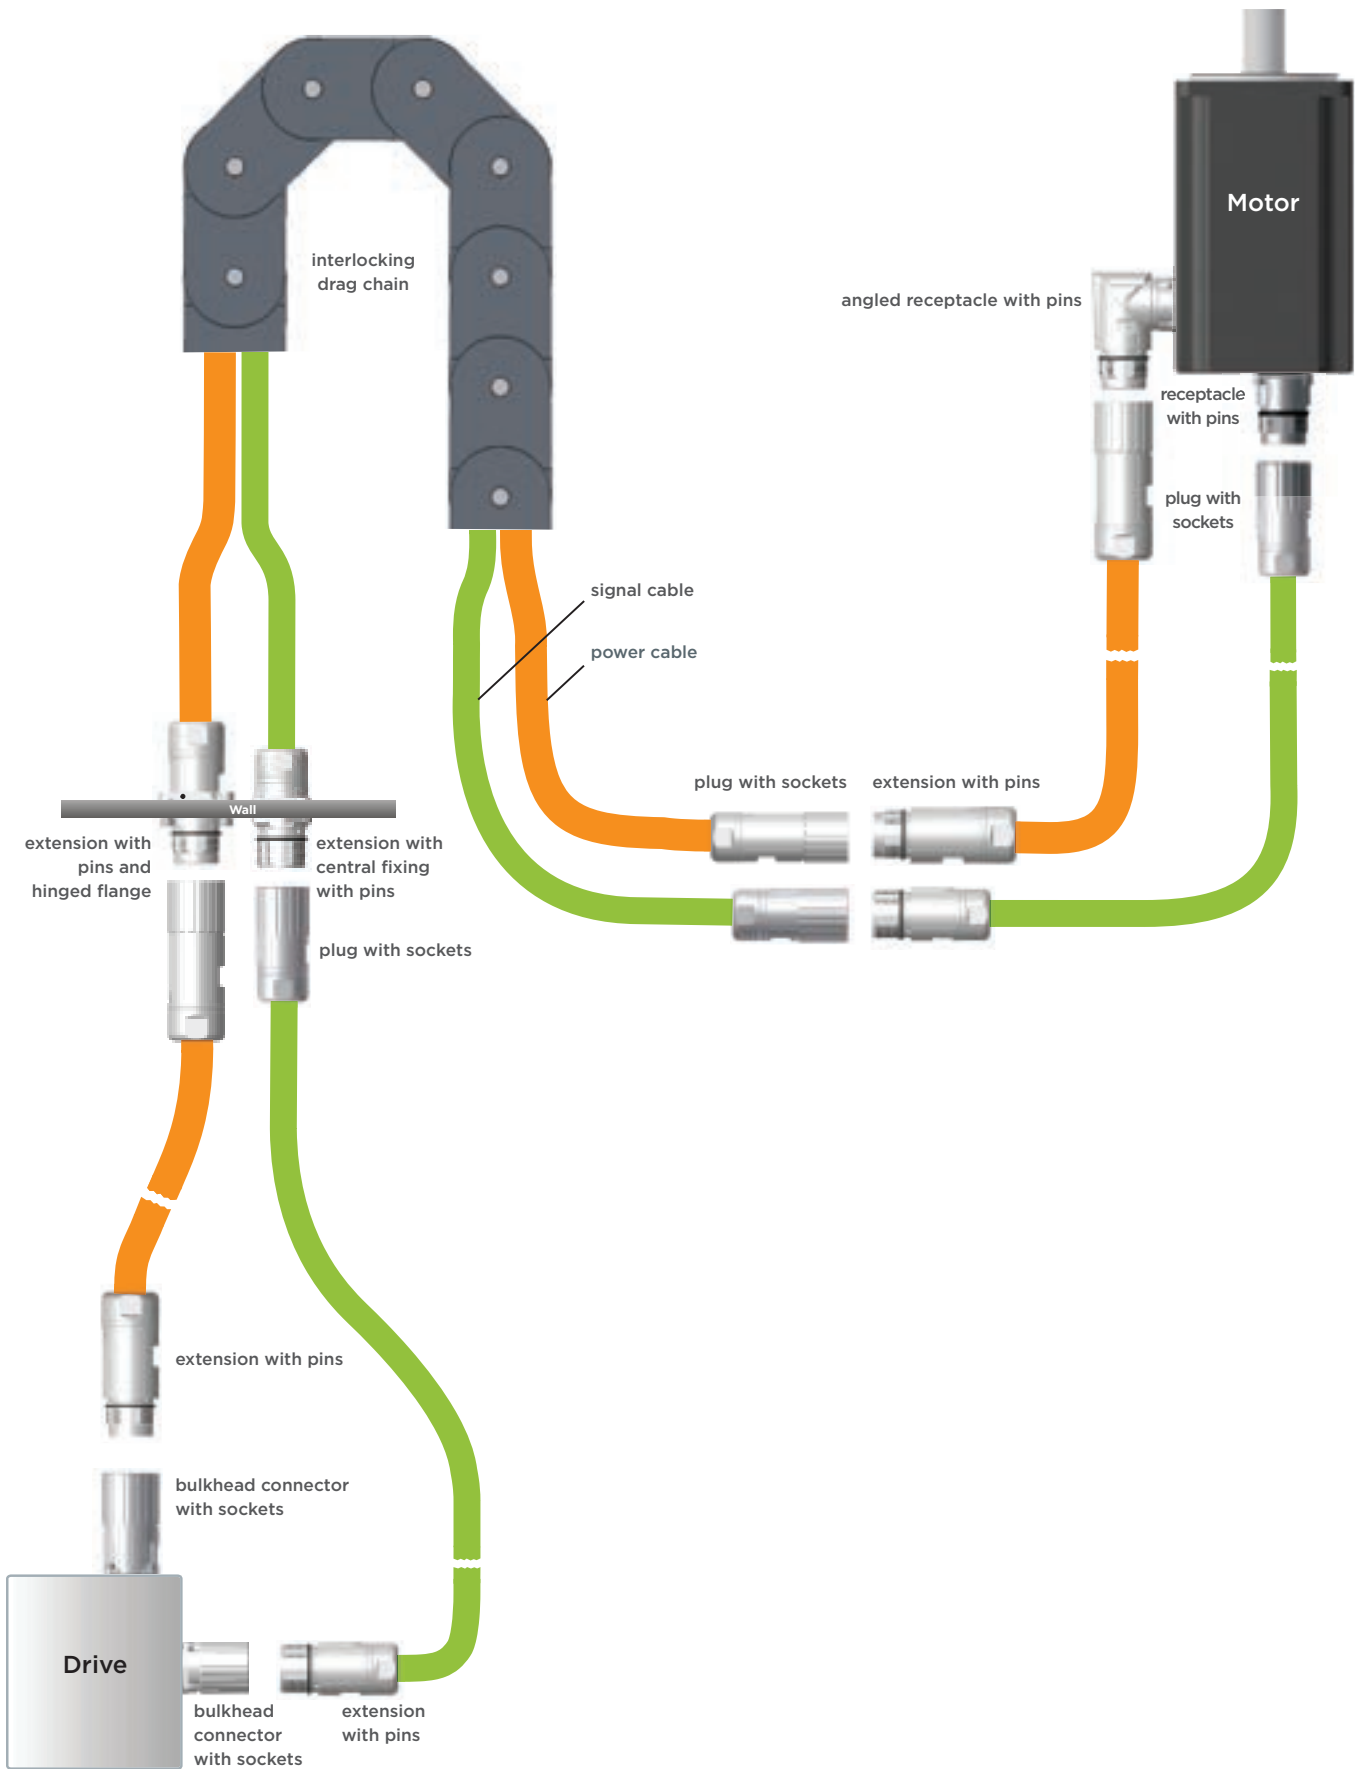 Motor
interlocking
drag chain
angled receptacle with pins
receptacle
with pins
plug with
sockets
signal cable
power cable
plug with sockets
extension with pins
Wall
extension with
pins and
hinged flange
extension with
central fixing
with pins
plug with sockets
extension with pins
bulkhead connector
with sockets
Drive
bulkhead
connector
with sockets
extension
with pins